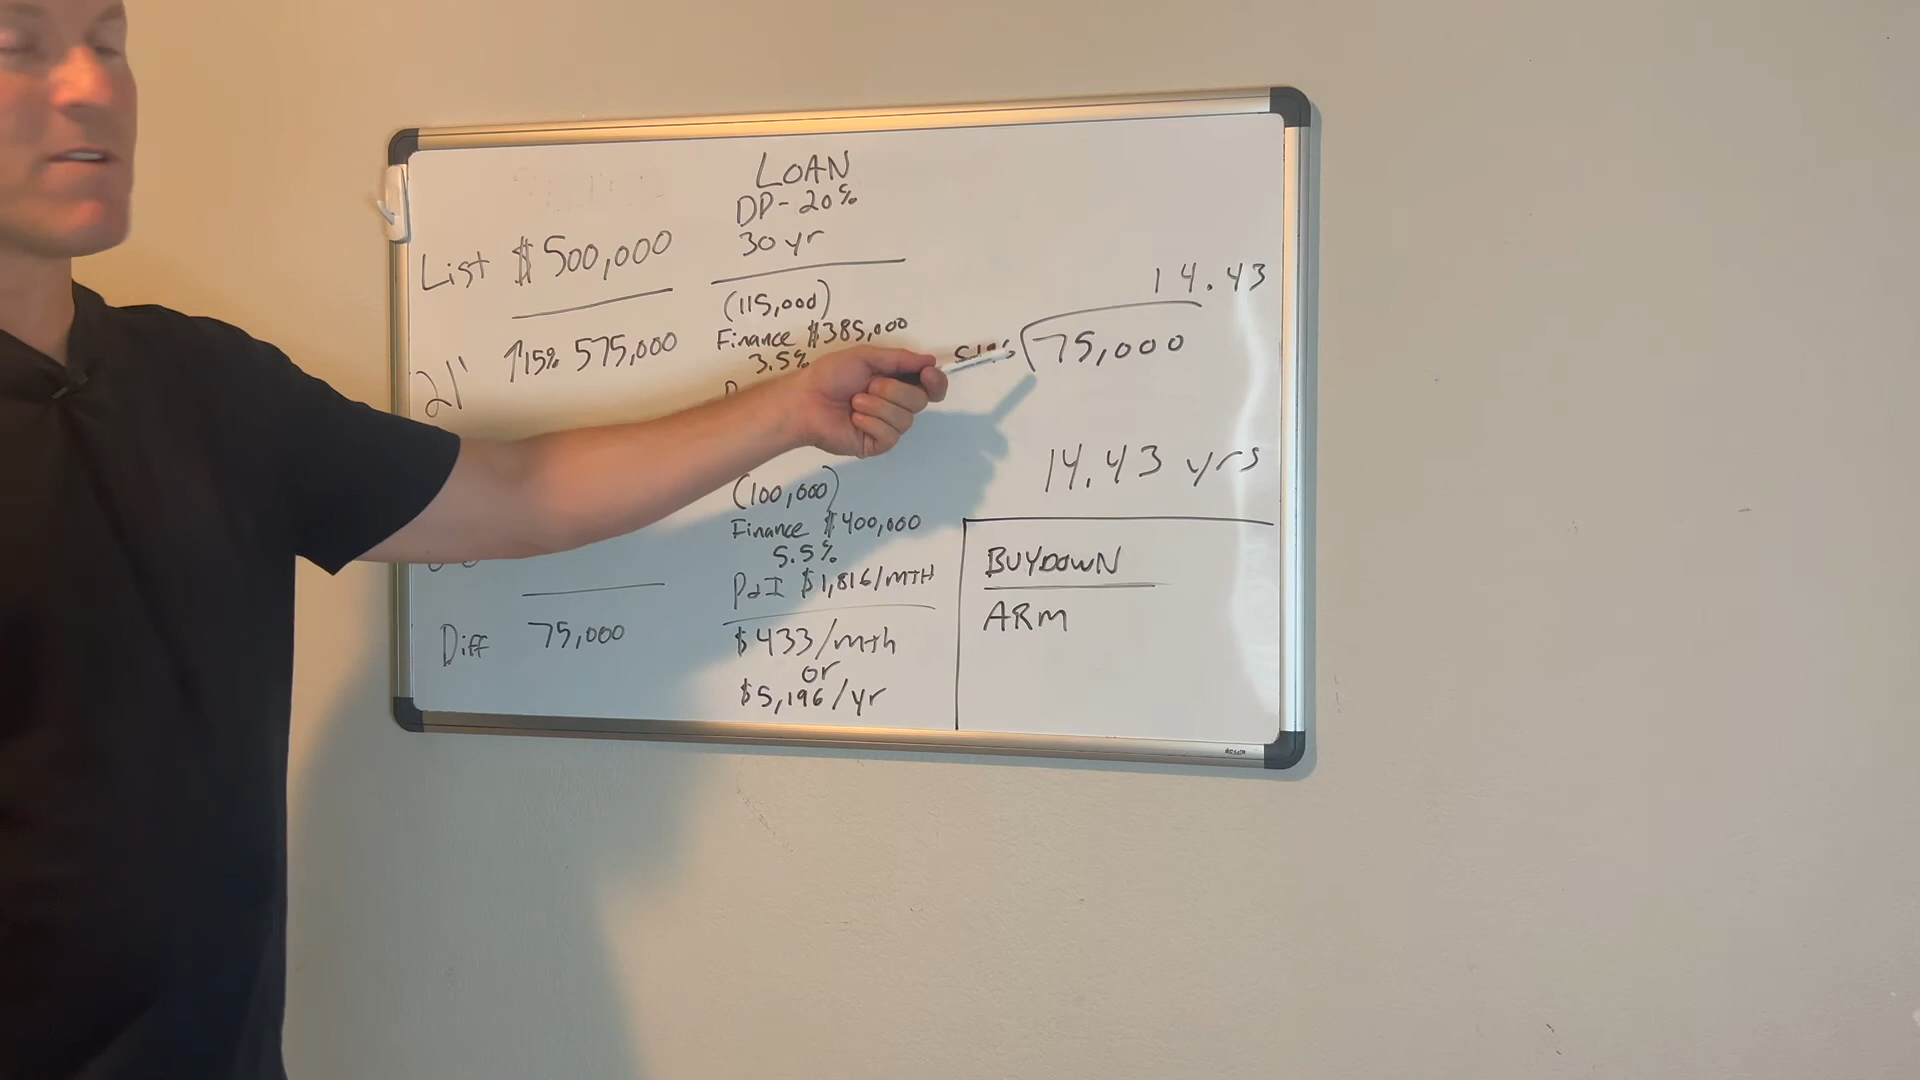 List $500,000
21' ↑15% 575,000
Diff 75,000
LOAN
DP-20%
30 yr
(115,000)
Finance $385,000
3.5%
(100,000)
Finance $400,000
5.5%
P&I $1,816/MTH
$433/mth
or
$5,196/yr
14.43
75,000
14.43 yrs
BUYDOWN
ARM